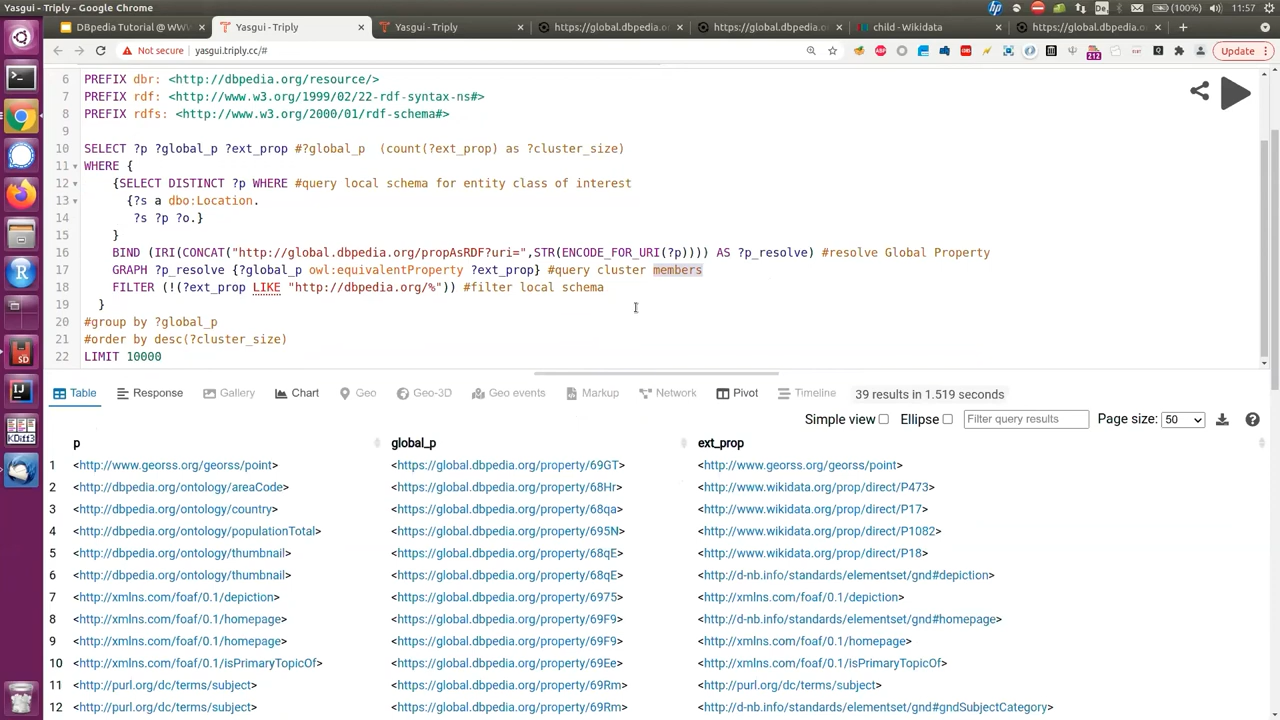 Yasgui - Triply - Google Chrome
De
(100%)
11:57
DBpedia Tutorial @ WWW
Yasgui - Triply
Yasgui - Triply
https://global.dbpedia.org/
https://global.dbpedia.org/
child - Wikidata
https://global.dbpedia.org/
Not secure | yasgui.triply.cc/#
212
Update
6 PREFIX dbr: <http://dbpedia.org/resource/>
7 PREFIX rdf: <http://www.w3.org/1999/02/22-rdf-syntax-ns#>
8 PREFIX rdfs: <http://www.w3.org/2000/01/rdf-schema#>
9
10 SELECT ?p ?global_p ?ext_prop #?global_p  (count(?ext_prop) as ?cluster_size)
11 WHERE {
12 {SELECT DISTINCT ?p WHERE #query local schema for entity class of interest
13 {?s a dbo:Location.
14 ?s ?p ?o.}
15 }
16 BIND (IRI(CONCAT("http://global.dbpedia.org/propAsRDF?uri=",STR(ENCODE_FOR_URI(?p)))) AS ?p_resolve) #resolve Global Property
17 GRAPH ?p_resolve {?global_p owl:equivalentProperty ?ext_prop} #query cluster members
18 FILTER (!(?ext_prop LIKE "http://dbpedia.org/%")) #filter local schema
19 }
20 #group by ?global_p
21 #order by desc(?cluster_size)
22 LIMIT 10000
Table Response Gallery Chart Geo Geo-3D Geo events Markup Network Pivot Timeline 39 results in 1.519 seconds
Simple view Ellipse Filter query results Page size: 50
p global_p ext_prop
1 <http://www.georss.org/georss/point> <https://global.dbpedia.org/property/69GT> <http://www.georss.org/georss/point>
2 <http://dbpedia.org/ontology/areaCode> <https://global.dbpedia.org/property/68Hr> <http://www.wikidata.org/prop/direct/P473>
3 <http://dbpedia.org/ontology/country> <https://global.dbpedia.org/property/68qa> <http://www.wikidata.org/prop/direct/P17>
4 <http://dbpedia.org/ontology/populationTotal> <https://global.dbpedia.org/property/695N> <http://www.wikidata.org/prop/direct/P1082>
5 <http://dbpedia.org/ontology/thumbnail> <https://global.dbpedia.org/property/68qE> <http://www.wikidata.org/prop/direct/P18>
6 <http://dbpedia.org/ontology/thumbnail> <https://global.dbpedia.org/property/68qE> <http://d-nb.info/standards/elementset/gnd#depiction>
7 <http://xmlns.com/foaf/0.1/depiction> <https://global.dbpedia.org/property/6975> <http://xmlns.com/foaf/0.1/depiction>
8 <http://xmlns.com/foaf/0.1/homepage> <https://global.dbpedia.org/property/69F9> <http://d-nb.info/standards/elementset/gnd#homepage>
9 <http://xmlns.com/foaf/0.1/homepage> <https://global.dbpedia.org/property/69F9> <http://xmlns.com/foaf/0.1/homepage>
10 <http://xmlns.com/foaf/0.1/isPrimaryTopicOf> <https://global.dbpedia.org/property/69Ee> <http://xmlns.com/foaf/0.1/isPrimaryTopicOf>
11 <http://purl.org/dc/terms/subject> <https://global.dbpedia.org/property/69Rm> <http://purl.org/dc/terms/subject>
12 <http://purl.org/dc/terms/subject> <https://global.dbpedia.org/property/69Rm> <http://d-nb.info/standards/elementset/gnd#gndSubjectCategory>